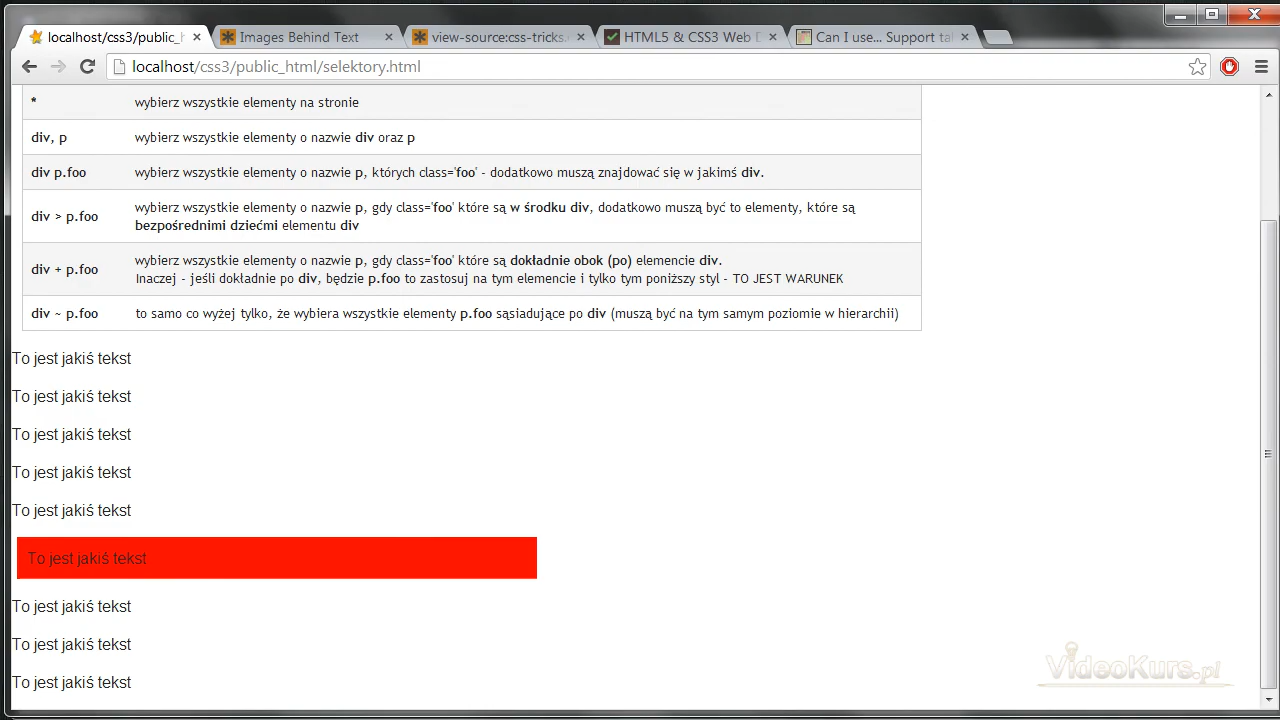 localhost/css3/public_h
Images Behind Text
view-source:css-tricks.
HTML5 & CSS3 Web D
Can I use... Support ta
localhost/css3/public_html/selektory.html
* wybierz wszystkie elementy na stronie
div, p wybierz wszystkie elementy o nazwie div oraz p
div p.foo wybierz wszystkie elementy o nazwie p, których class='foo' - dodatkowo muszą znajdować się w jakimś div.
div > p.foo wybierz wszystkie elementy o nazwie p, gdy class='foo' które są w środku div, dodatkowo muszą być to elementy, które są
bezpośrednimi dziećmi elementu div
div + p.foo wybierz wszystkie elementy o nazwie p, gdy class='foo' które są dokładnie obok (po) elemencie div.
Inaczej - jeśli dokładnie po div, będzie p.foo to zastosuj na tym elemencie i tylko tym poniższy styl - TO JEST WARUNEK
div ~ p.foo to samo co wyżej tylko, że wybiera wszystkie elementy p.foo sąsiadujące po div (muszą być na tym samym poziomie w hierarchii)
To jest jakiś tekst
To jest jakiś tekst
To jest jakiś tekst
To jest jakiś tekst
To jest jakiś tekst
To jest jakiś tekst
To jest jakiś tekst
To jest jakiś tekst
To jest jakiś tekst
VideoKurs.pl